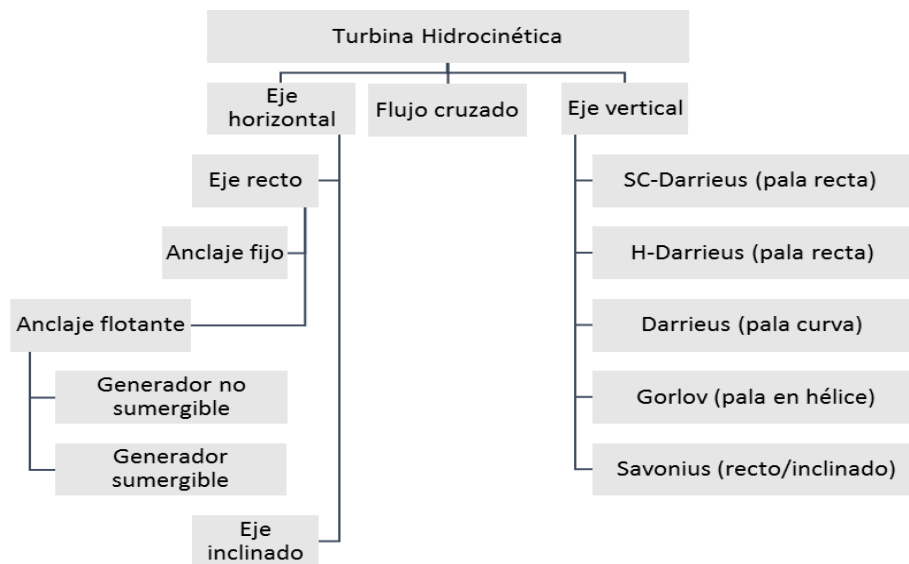 Turbina Hidrocinética
Eje
horizontal
Flujo cruzado
Eje vertical
Eje recto
Anclaje fijo
Anclaje flotante
Generador no
sumergible
Generador
sumergible
Eje
inclinado
SC-Darrieus (pala recta)
H-Darrieus (pala recta)
Darrieus (pala curva)
Gorlov (pala en hélice)
Savonius (recto/inclinado)